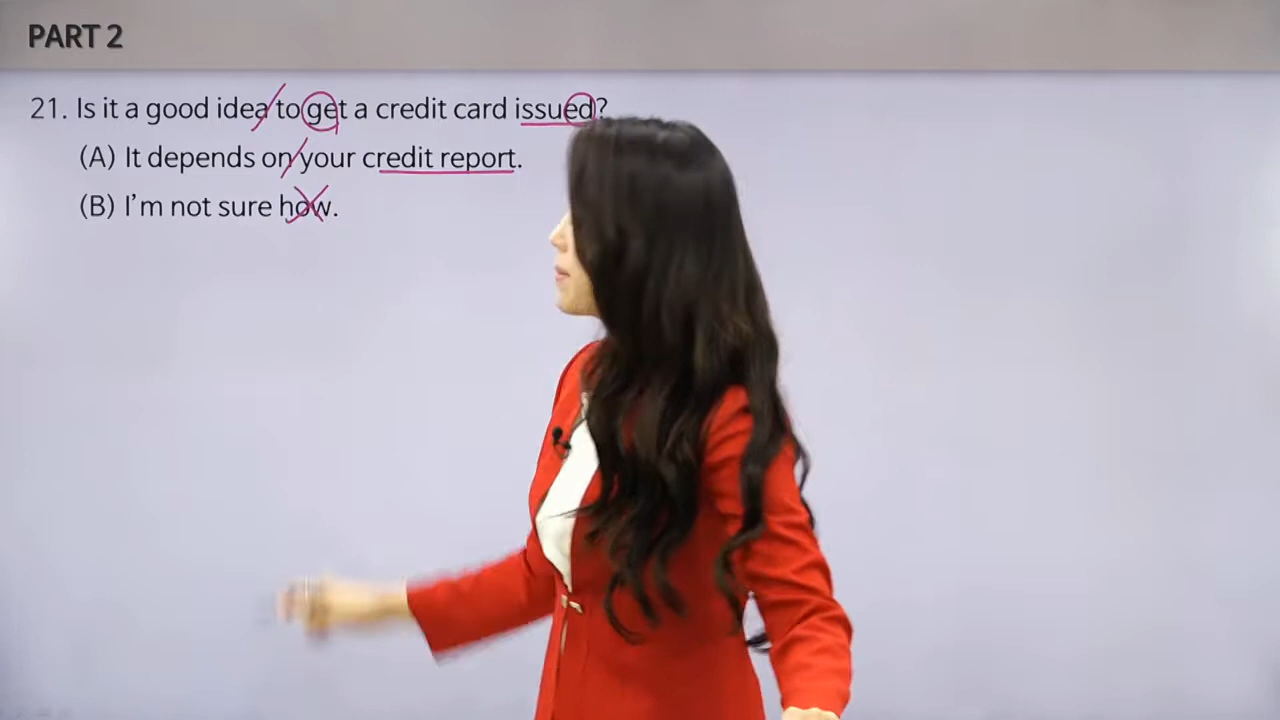 PART 2
21. Is it a good idea to get a credit card issued?
(A) It depends on your credit report.
(B) I'm not sure how.